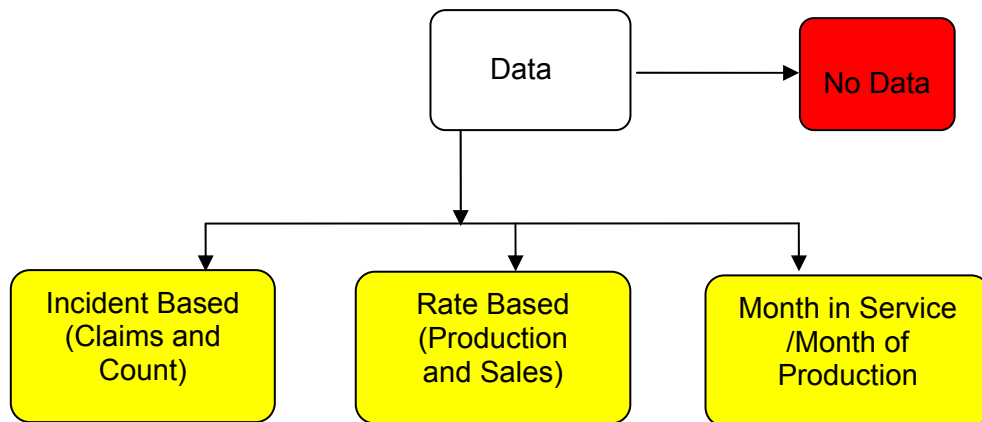 Data
No Data
Incident Based
(Claims and
Count)
Rate Based
(Production
and Sales)
Month in Service
/Month of
Production